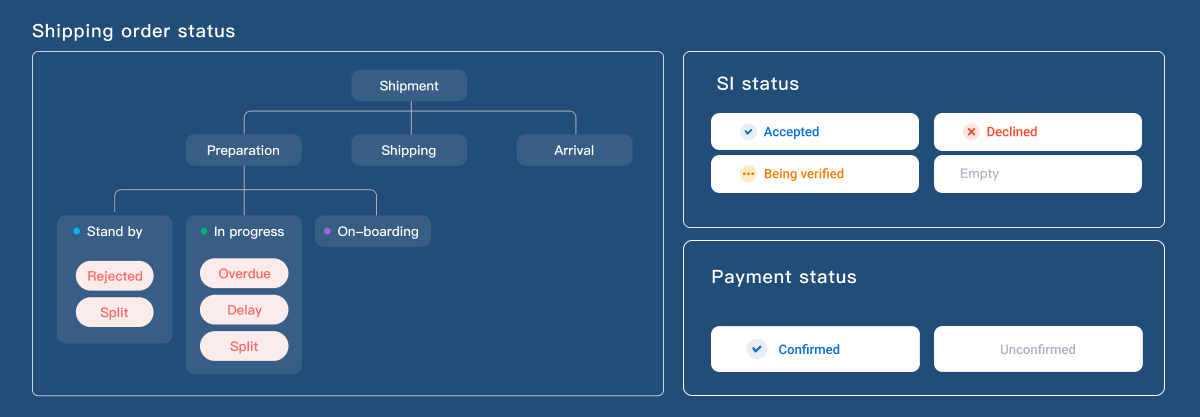 Shipping order status
Shipment
Preparation
Shipping
Arrival
Stand by
In progress
On-boarding
Rejected
Split
Overdue
Delay
Split
SI status
Accepted
Declined
Being verified
Empty
Payment status
Confirmed
Unconfirmed